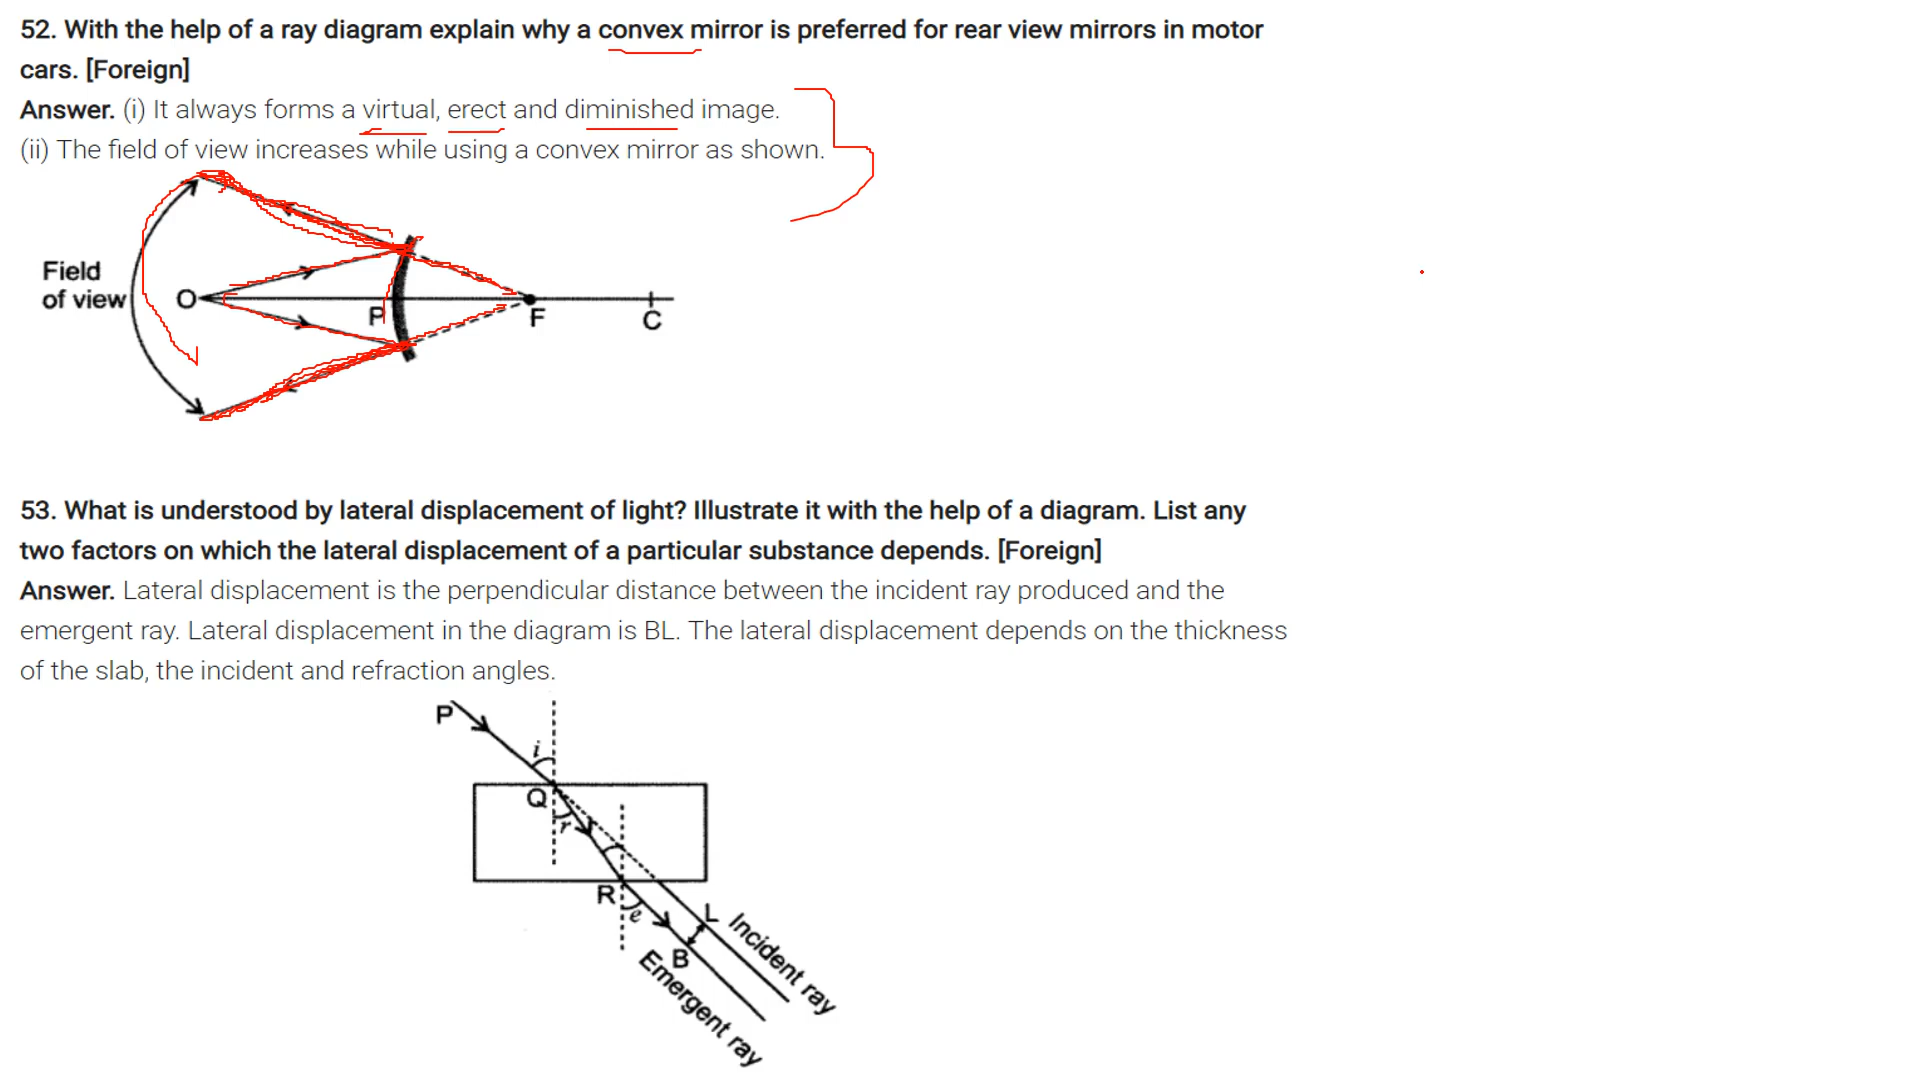 52. With the help of a ray diagram explain why a convex mirror is preferred for rear view mirrors in motor
cars. [Foreign]
Answer. (i) It always forms a virtual, erect and diminished image.
(ii) The field of view increases while using a convex mirror as shown.
Field
of view
O
P
F
C
53. What is understood by lateral displacement of light? Illustrate it with the help of a diagram. List any
two factors on which the lateral displacement of a particular substance depends. [Foreign]
Answer. Lateral displacement is the perpendicular distance between the incident ray produced and the
emergent ray. Lateral displacement in the diagram is BL. The lateral displacement depends on the thickness
of the slab, the incident and refraction angles.
P
i
Q
r
R
e
L
Incident ray
B
Emergent ray